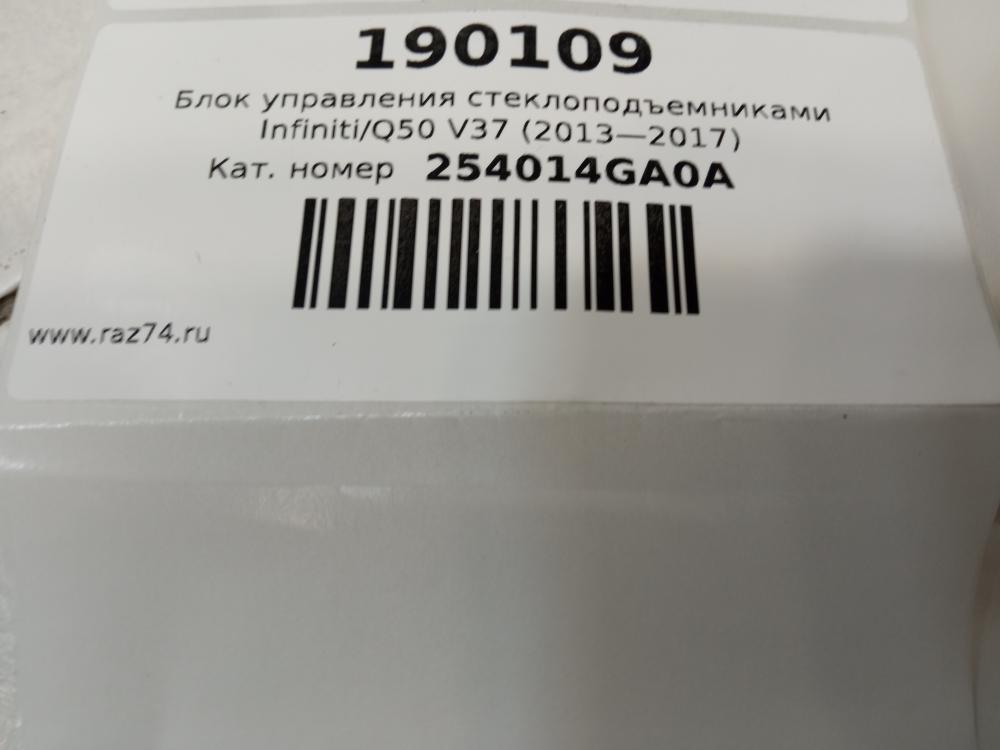 190109
Блок управления стеклоподъемниками
Infiniti/Q50 V37 (2013—2017)
Кат. номер 254014GA0A
www.raz74.ru